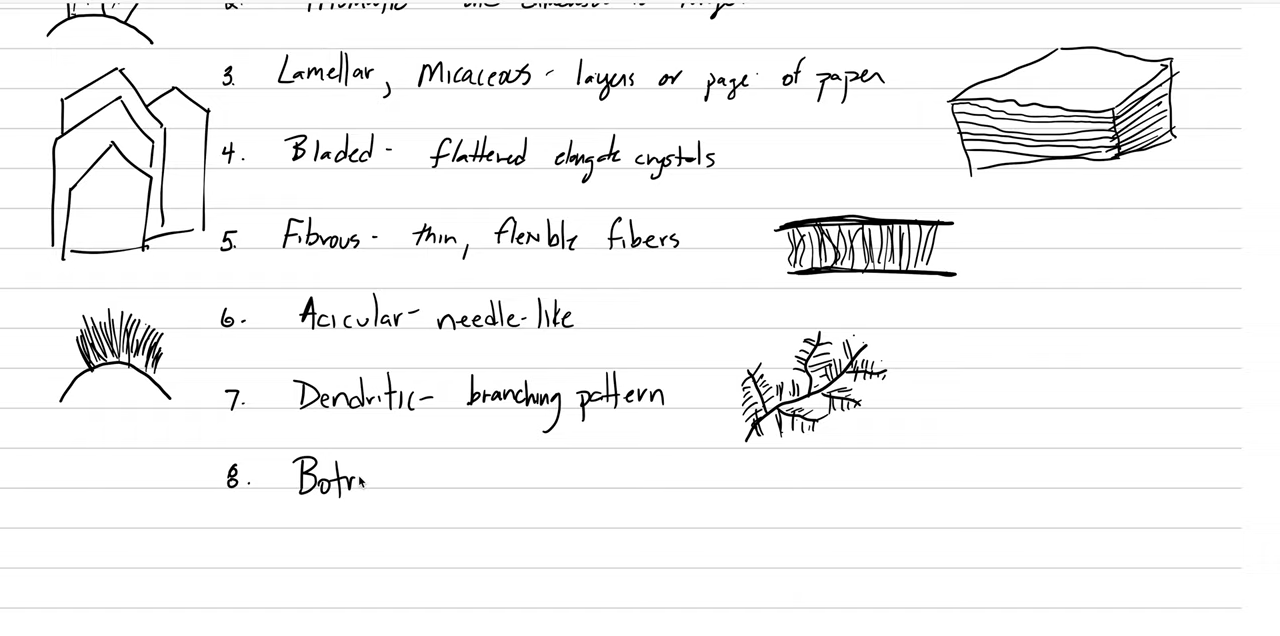 3. Lamellar, Micaceous - layers or page of paper
4. Bladed - flattered elongate crystals
5. Fibrous - thin, flexible fibers
6. Acicular - needle-like
7. Dendritic - branching pattern
8. Botr